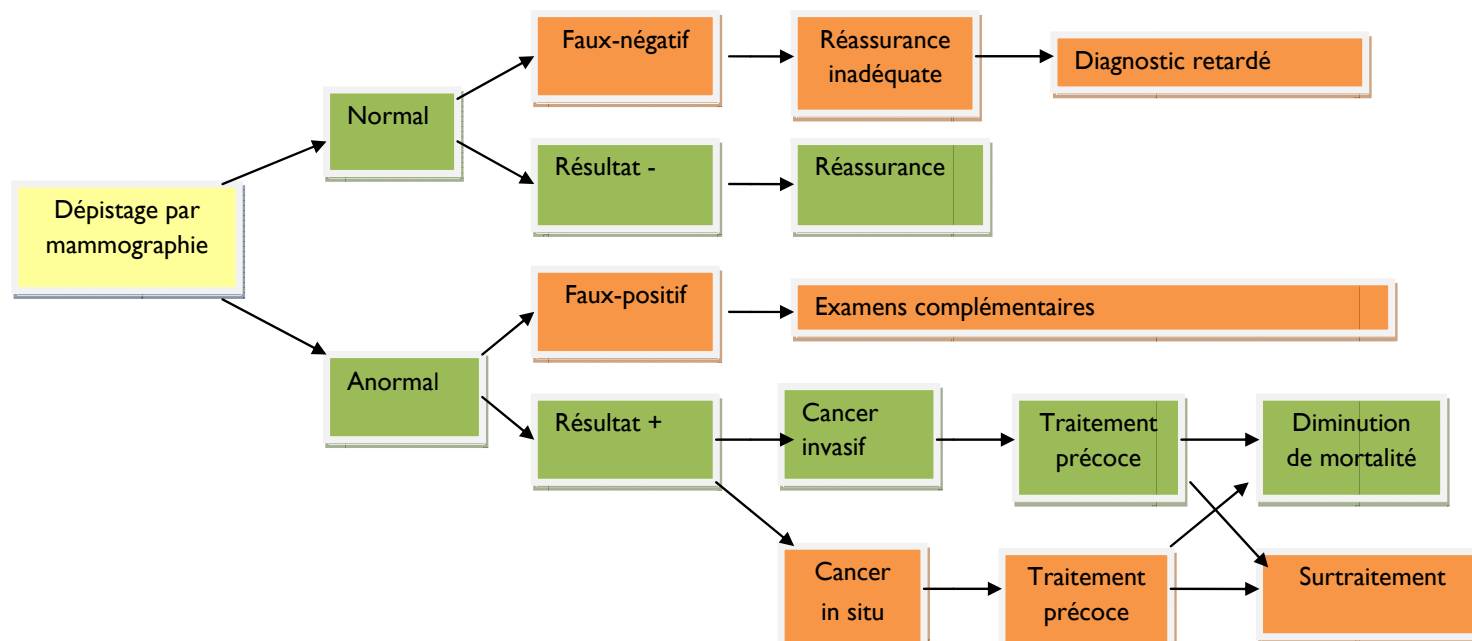 Faux-négatif
Réassurance
inadéquate
Diagnostic retardé
Normal
Résultat -
Réassurance
Dépistage par
mammographie
Faux-positif
Examens complémentaires
Anormal
Résultat +
Cancer
invasif
Traitement
précoce
Diminution
de mortalité
Cancer
in situ
Traitement
précoce
Surtraitement